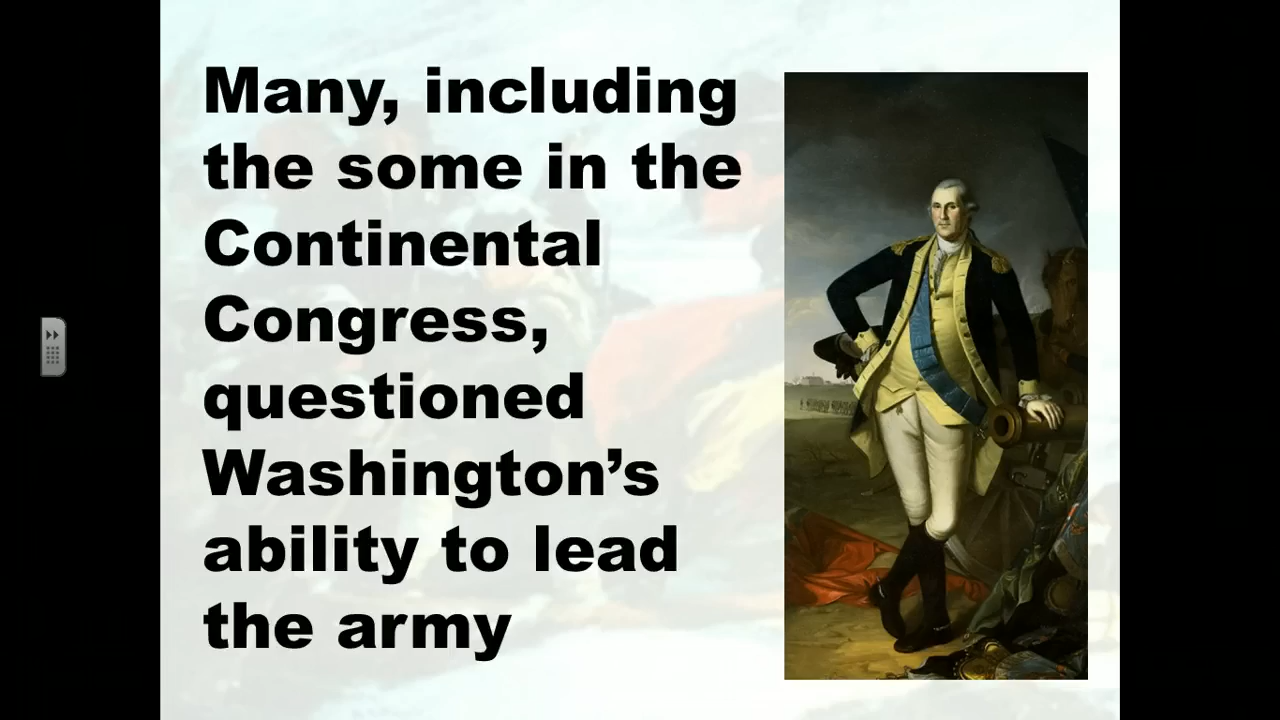 Many, including
the some in the
Continental
Congress,
questioned
Washington’s
ability to lead
the army